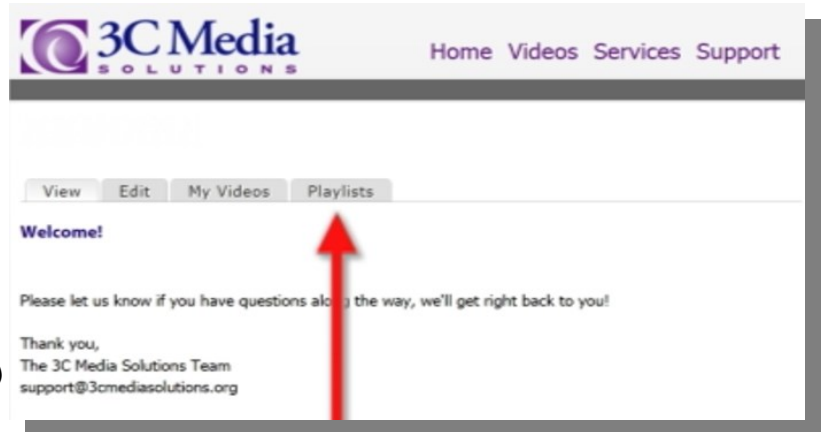 3C Media
SOLUTIONS
Home Videos Services Support
View Edit My Videos Playlists
Welcome!
Please let us know if you have questions along the way, we'll get right back to you!
Thank you,
The 3C Media Solutions Team
support@3cmediasolutions.org
)